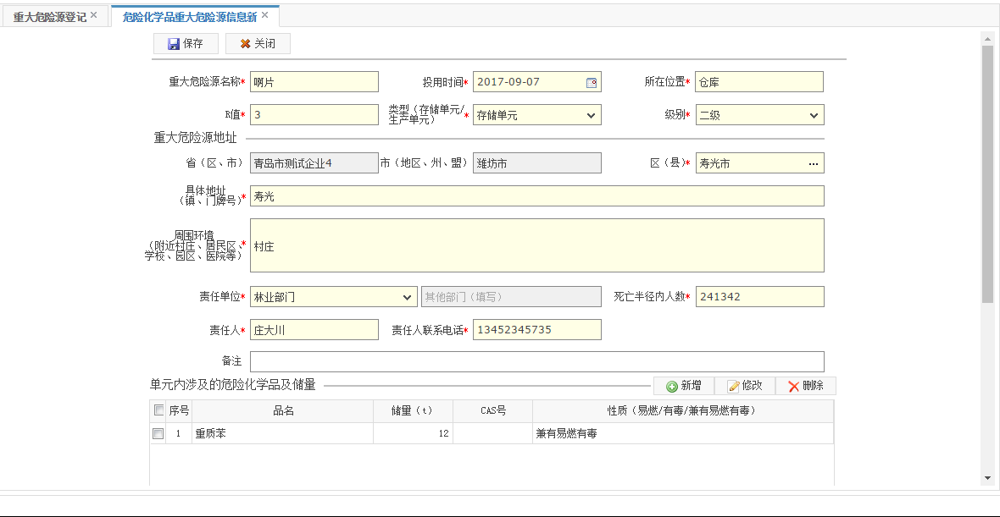 重大危险源登记
危险化学品重大危险源信息新
保存 关闭
重大危险源名称* 啊片 投用时间* 2017-09-07 所在位置* 仓库
R值* 3 类型（存储单元/
生产单元）* 存储单元 级别* 二级
重大危险源地址
省（区、市） 青岛市测试企业4 市（地区、州、盟） 潍坊市 区（县）* 寿光市 ...
具体地址
（镇、门牌号）* 寿光
周围环境
（附近村庄、居民区、
学校、园区、医院等）* 村庄
责任单位* 林业部门 其他部门（填写） 死亡半径内人数* 241342
责任人* 庄大川 责任人联系电话* 13452345735
备注
单元内涉及的危险化学品及储量 新增 修改 删除
序号 品名 储量（t） CAS号 性质（易燃/有毒/兼有易燃有毒）
1 重质苯 12 兼有易燃有毒